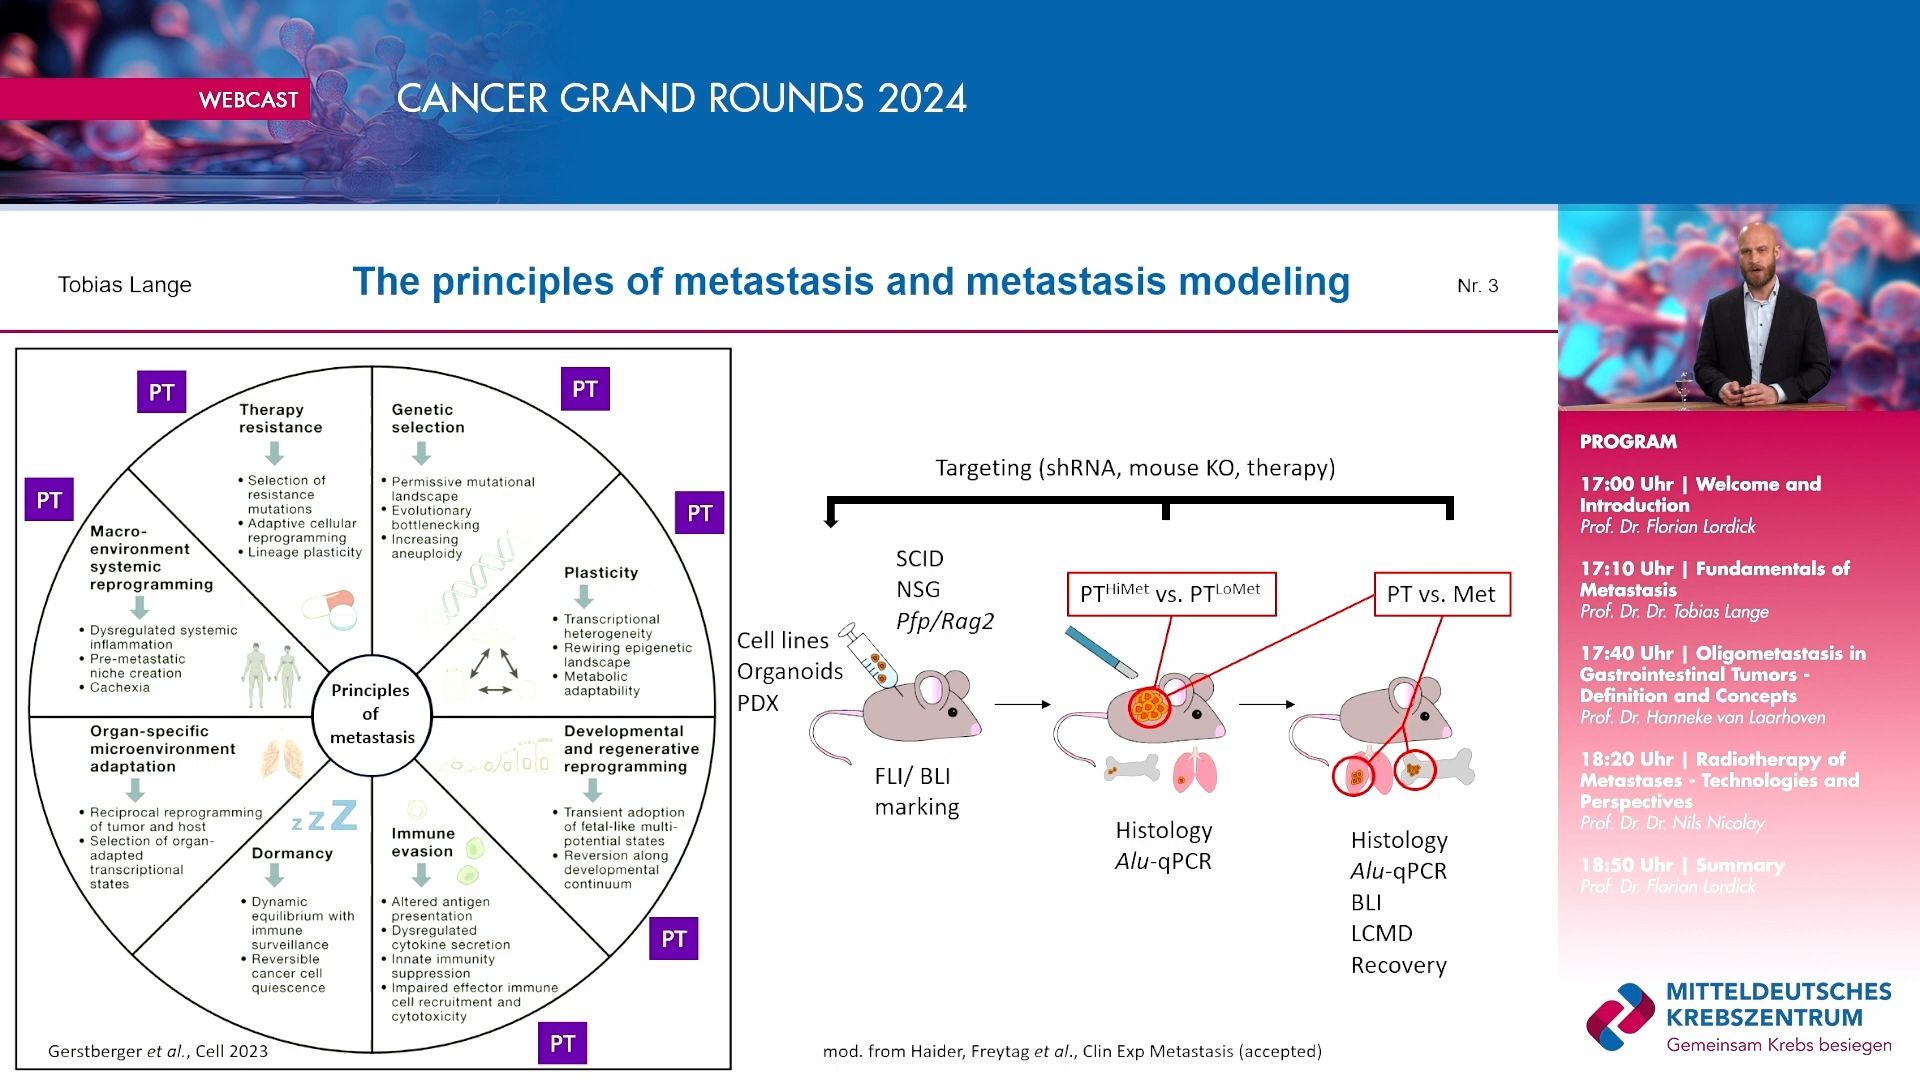 WEBCAST
CANCER GRAND ROUNDS 2024
Tobias Lange
The principles of metastasis and metastasis modeling
Nr. 3
PT
PT
PT
PT
PT
PT
Therapy
resistance
• Selection of
resistance
mutations
• Adaptive cellular
reprogramming
• Lineage plasticity
Genetic
selection
• Permissive mutational
landscape
• Evolutionary
bottlenecking
• Increasing
aneuploidy
Macro-
environment
systemic
reprogramming
• Dysregulated systemic
inflammation
• Pre-metastatic
niche creation
• Cachexia
Plasticity
• Transcriptional
heterogeneity
• Rewiring epigenetic
landscape
• Metabolic
adaptability
Principles
of
metastasis
Organ-specific
microenvironment
adaptation
• Reciprocal reprogramming
of tumor and host
• Selection of organ-
adapted
transcriptional
states
Developmental
and regenerative
reprogramming
• Transient adoption
of fetal-like multi-
potential states
• Reversion along
developmental
continuum
z z Z
Dormancy
• Dynamic
equilibrium with
immune
surveillance
• Reversible
cancer cell
quiescence
Immune
evasion
• Altered antigen
presentation
• Dysregulated
cytokine secretion
• Innate immunity
suppression
• Impaired effector immune
cell recruitment and
cytotoxicity
Gerstberger et al., Cell 2023
Targeting (shRNA, mouse KO, therapy)
SCID
NSG
Pfp/Rag2
Cell lines
Organoids
PDX
FLI/ BLI
marking
PTHiMet vs. PTLoMet
Histology
Alu-qPCR
PT vs. Met
Histology
Alu-qPCR
BLI
LCMD
Recovery
mod. from Haider, Freytag et al., Clin Exp Metastasis (accepted)
PROGRAM
17:00 Uhr | Welcome and
Introduction
Prof. Dr. Florian Lordick
17:10 Uhr | Fundamentals of
Metastasis
Prof. Dr. Dr. Tobias Lange
17:40 Uhr | Oligometastasis in
Gastrointestinal Tumors -
Definition and Concepts
Prof. Dr. Hanneke van Laarhoven
18:20 Uhr | Radiotherapy of
Metastases - Technologies and
Perspectives
Prof. Dr. Dr. Nils Nicolay
18:50 Uhr | Summary
Prof. Dr. Florian Lordick
MITTELDEUTSCHES
KREBSZENTRUM
Gemeinsam Krebs besiegen